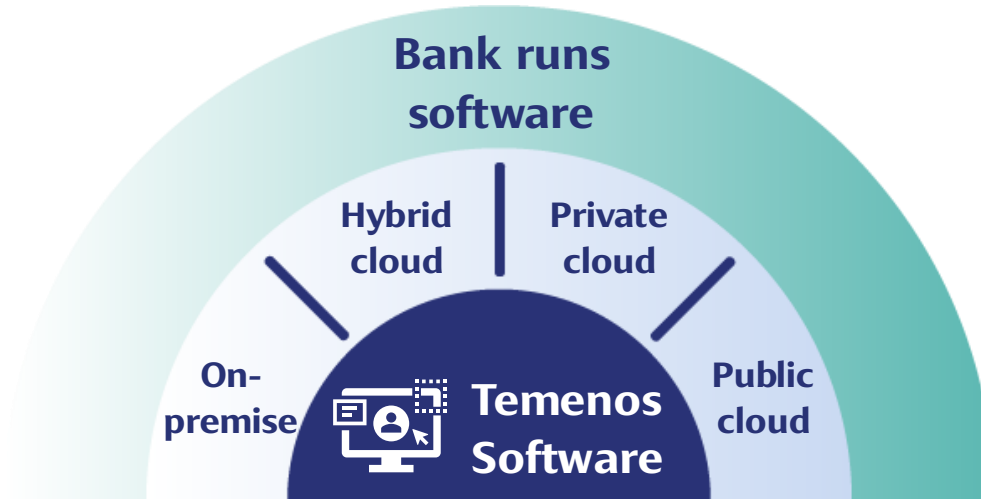 Bank runs
software
Hybrid
cloud
Private
cloud
On-
premise
Public
cloud
Temenos
Software